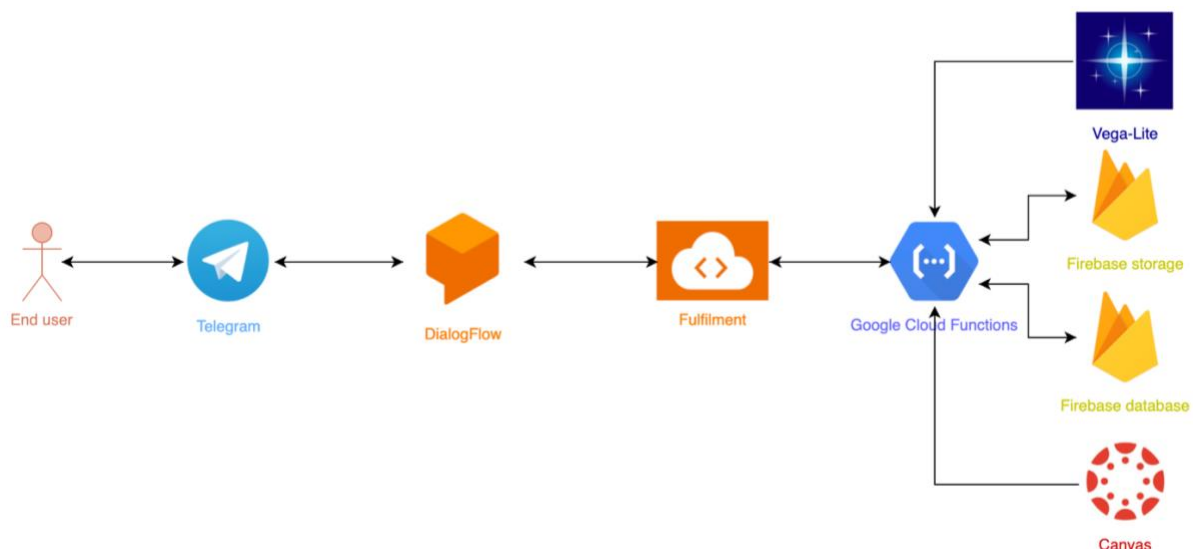 Vega-Lite
Firebase storage
End user
Telegram
DialogFlow
Fulfilment
Google Cloud Functions
Firebase database
Canvas